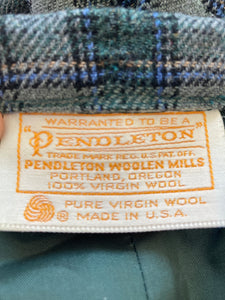 WARRANTED TO BE A
"PENDLETON"
TRADE MARK REG. U.S. PAT. OFF.
PENDLETON WOOLEN MILLS
PORTLAND, OREGON
100% VIRGIN WOOL
PURE VIRGIN WOOL
® MADE IN U.S.A.